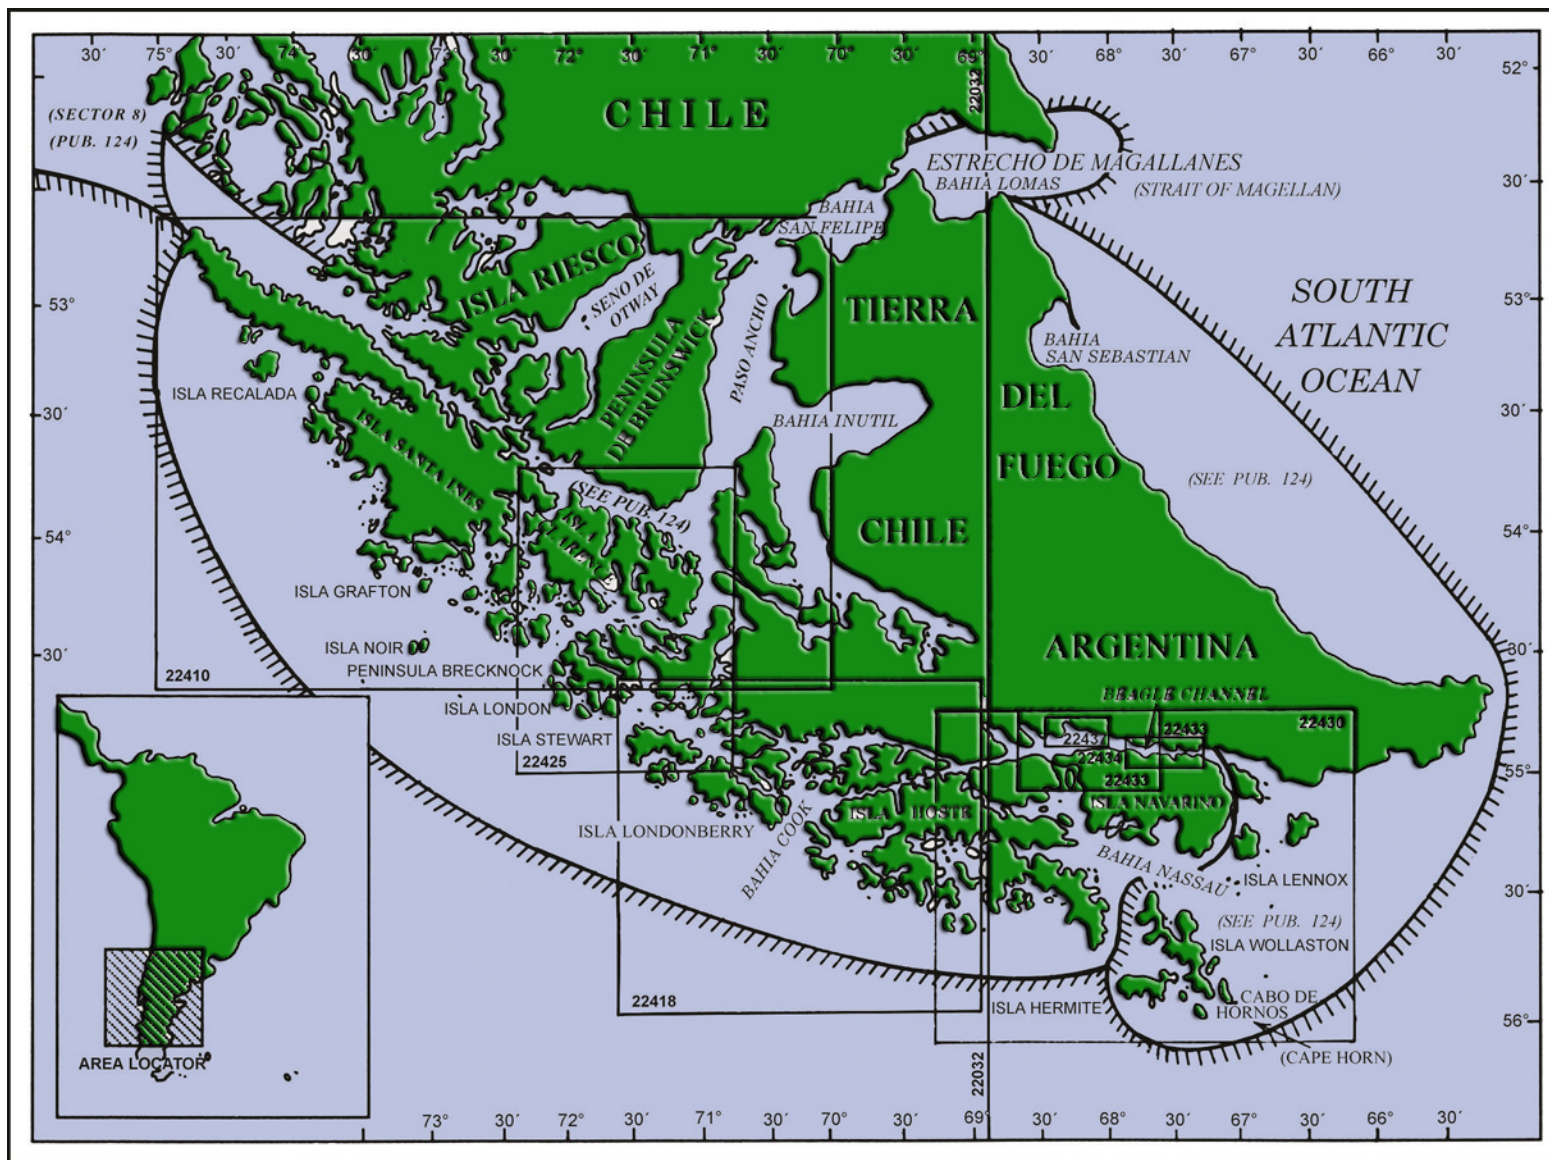 30′ 75° 30′ 74° 30′ 73° 30′ 72° 30′ 71° 30′ 70° 30′ 69° 30′ 68° 30′ 67° 30′ 66° 30′
52°
22032
CHILE
(SECTOR 8)
(PUB. 124)
ESTRECHO DE MAGALLANES
BAHIA LOMAS
(STRAIT OF MAGELLAN)
30′
BAHIA
SAN FELIPE
ISLA RIESCO
SENO DE
OTWAY
53°
TIERRA
SOUTH
ATLANTIC
OCEAN
53°
PENINSULA
DE BRUNSWICK
PASO ANCHO
BAHIA
SAN SEBASTIAN
ISLA RECALADA
DEL
FUEGO
30′
BAHIA INUTIL
30′
ISLA SANTA INES
(SEE PUB. 124)
(SEE PUB. 124)
ISLA
CHILE
54°
54°
ISLA GRAFTON
ISLA NOIR
ARGENTINA
30′
30′
PENINSULA BRECKNOCK
22410
BEAGLE CHANNEL
ISLA LONDON
22430
22433
ISLA STEWART
22437
22425
22434
55°
22433
ISLA NAVARINO
ISLA HOSTE
ISLA LONDONBERRY
BAHIA COOK
BAHIA NASSAU
ISLA LENNOX
30′
(SEE PUB. 124)
ISLA WOLLASTON
22418
ISLA HERMITE
CABO DE
HORNOS
56°
(CAPE HORN)
AREA LOCATOR
22032
73° 30′ 72° 30′ 71° 30′ 70° 30′ 69° 30′ 68° 30′ 67° 30′ 66° 30′